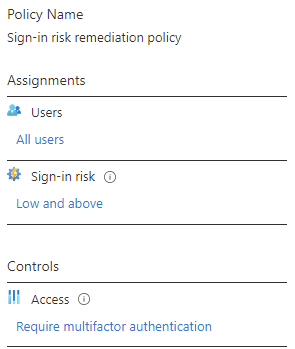 Policy Name
Sign-in risk remediation policy
Assignments
Users
All users
Sign-in risk
Low and above
Controls
Access
Require multifactor authentication